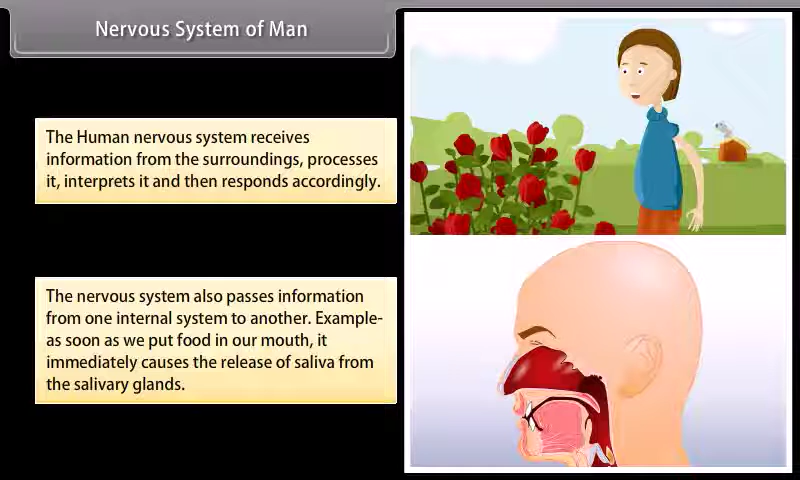 Nervous System of Man
The Human nervous system receives
information from the surroundings, processes
it, interprets it and then responds accordingly.
The nervous system also passes information
from one internal system to another. Example-
as soon as we put food in our mouth, it
immediately causes the release of saliva from
the salivary glands.